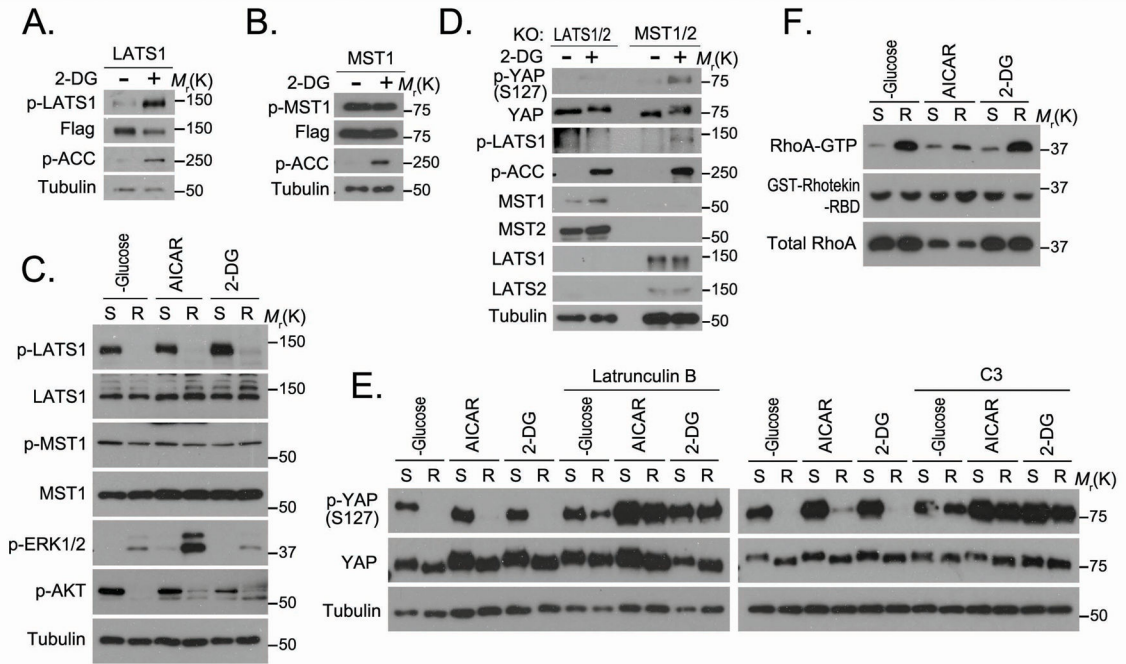 A.
LATS1
2-DG - + Mr(K)
p-LATS1 150
Flag 150
p-ACC 250
Tubulin 50
B.
MST1
2-DG - + Mr(K)
p-MST1 75
Flag 75
p-ACC 250
Tubulin 50
C.
-Glucose AICAR 2-DG
S R S R S R Mr(K)
p-LATS1 150
LATS1 150
p-MST1 50
MST1 50
p-ERK1/2 37
p-AKT 50
Tubulin 50
D.
KO: LATS1/2 MST1/2
2-DG - + - + Mr(K)
p-YAP
(S127) 75
YAP 75
p-LATS1 150
p-ACC 250
MST1 50
MST2 50
LATS1 150
LATS2 150
Tubulin 50
E.
Latrunculin B C3
-Glucose AICAR 2-DG -Glucose AICAR 2-DG -Glucose AICAR 2-DG -Glucose AICAR 2-DG
S R S R S R S R S R S R S R S R S R S R S R S R Mr(K)
p-YAP
(S127) 75
YAP 75
Tubulin 50
F.
-Glucose AICAR 2-DG
S R S R S R Mr(K)
RhoA-GTP 37
GST-Rhotekin
-RBD 37
Total RhoA 37